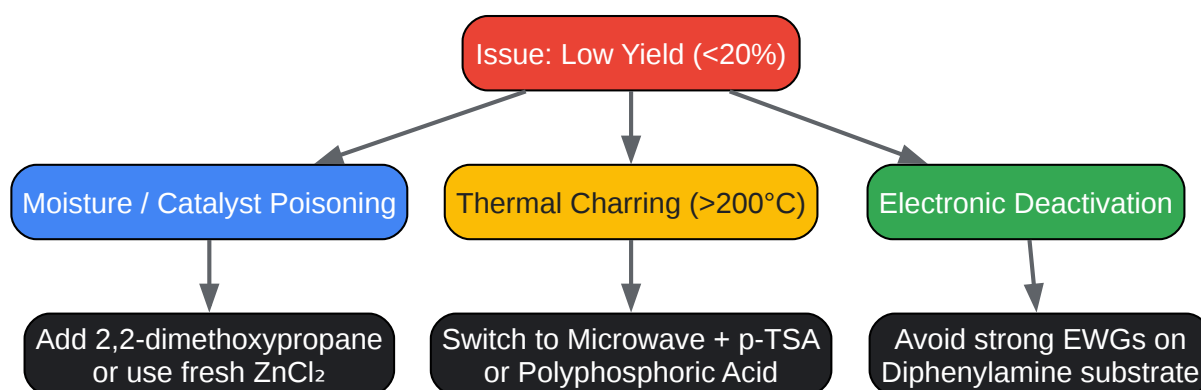 Issue: Low Yield (<20%)
Moisture / Catalyst Poisoning
Thermal Charring (>200°C)
Electronic Deactivation
Add 2,2-dimethoxypropane
or use fresh ZnCl₂
Switch to Microwave + p-TSA
or Polyphosphoric Acid
Avoid strong EWGs on
Diphenylamine substrate